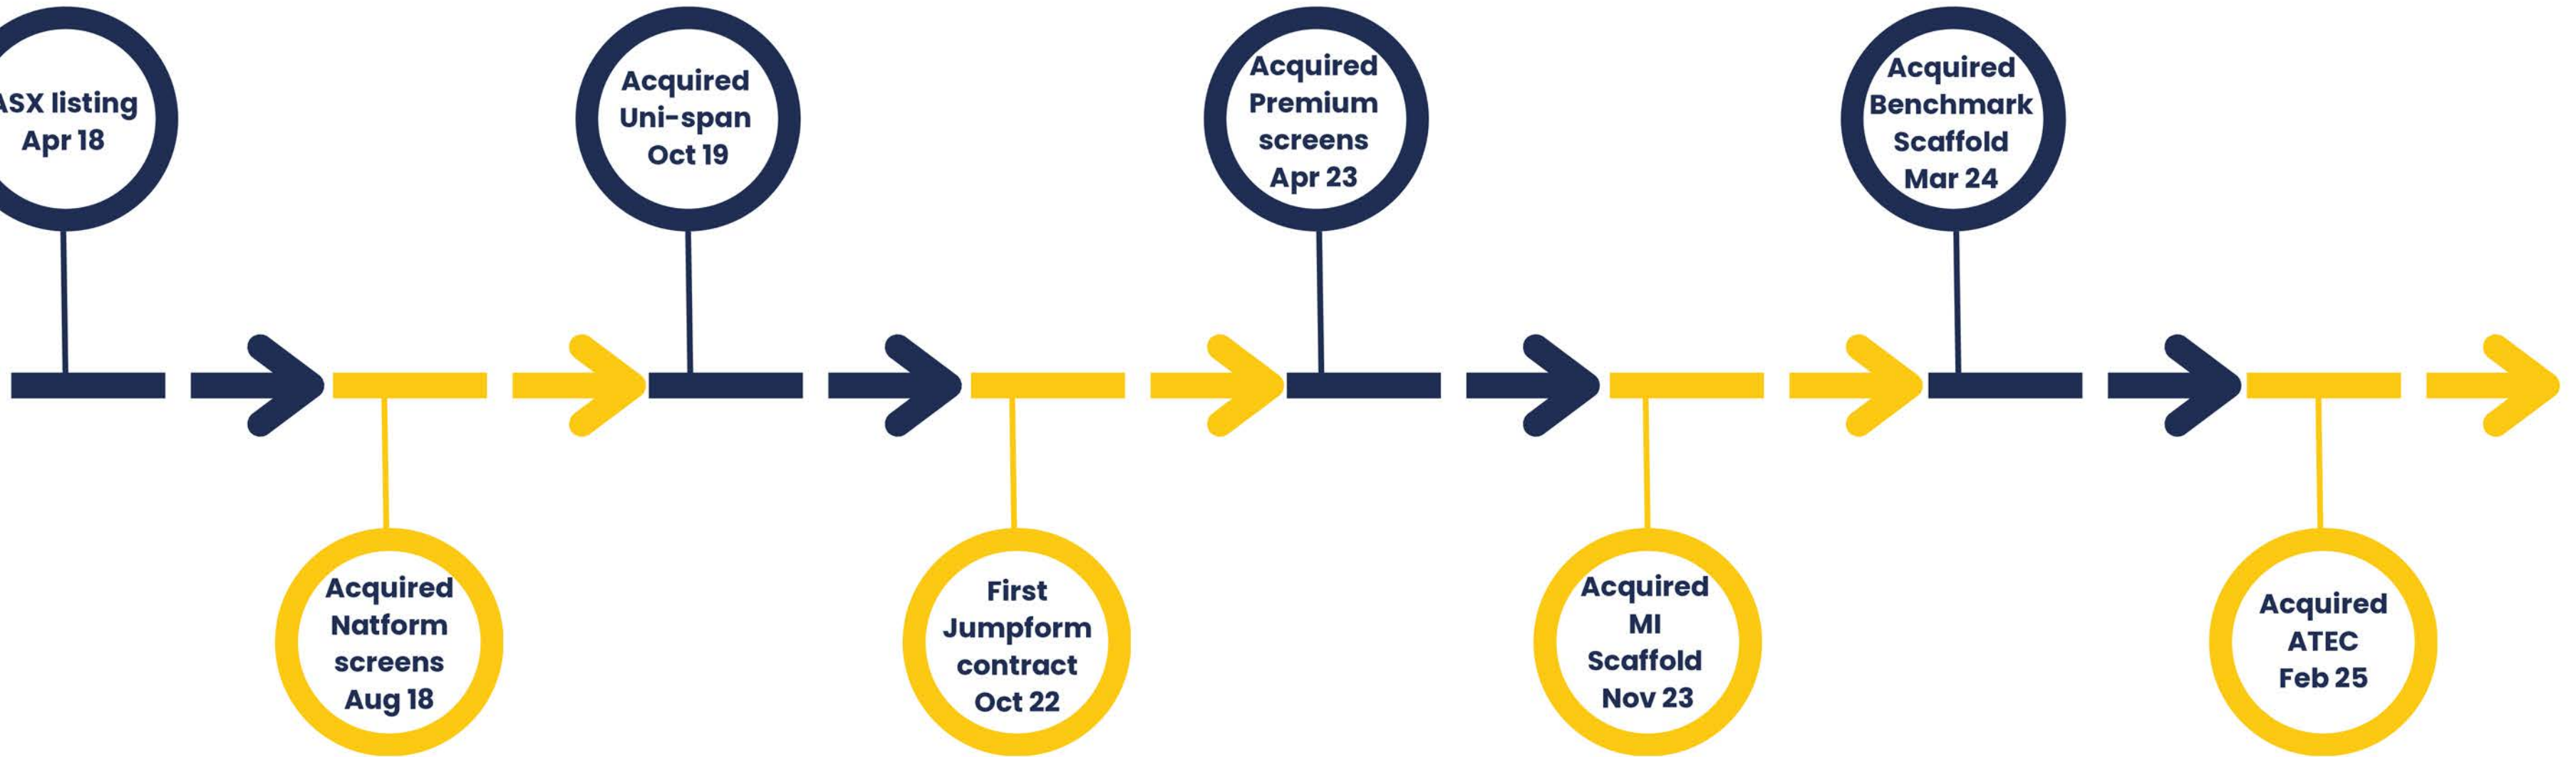 ASX listing
Apr 18
Acquired
Natform
screens
Aug 18
Acquired
Uni-span
Oct 19
First
Jumpform
contract
Oct 22
Acquired
Premium
screens
Apr 23
Acquired
MI
Scaffold
Nov 23
Acquired
Benchmark
Scaffold
Mar 24
Acquired
ATEC
Feb 25